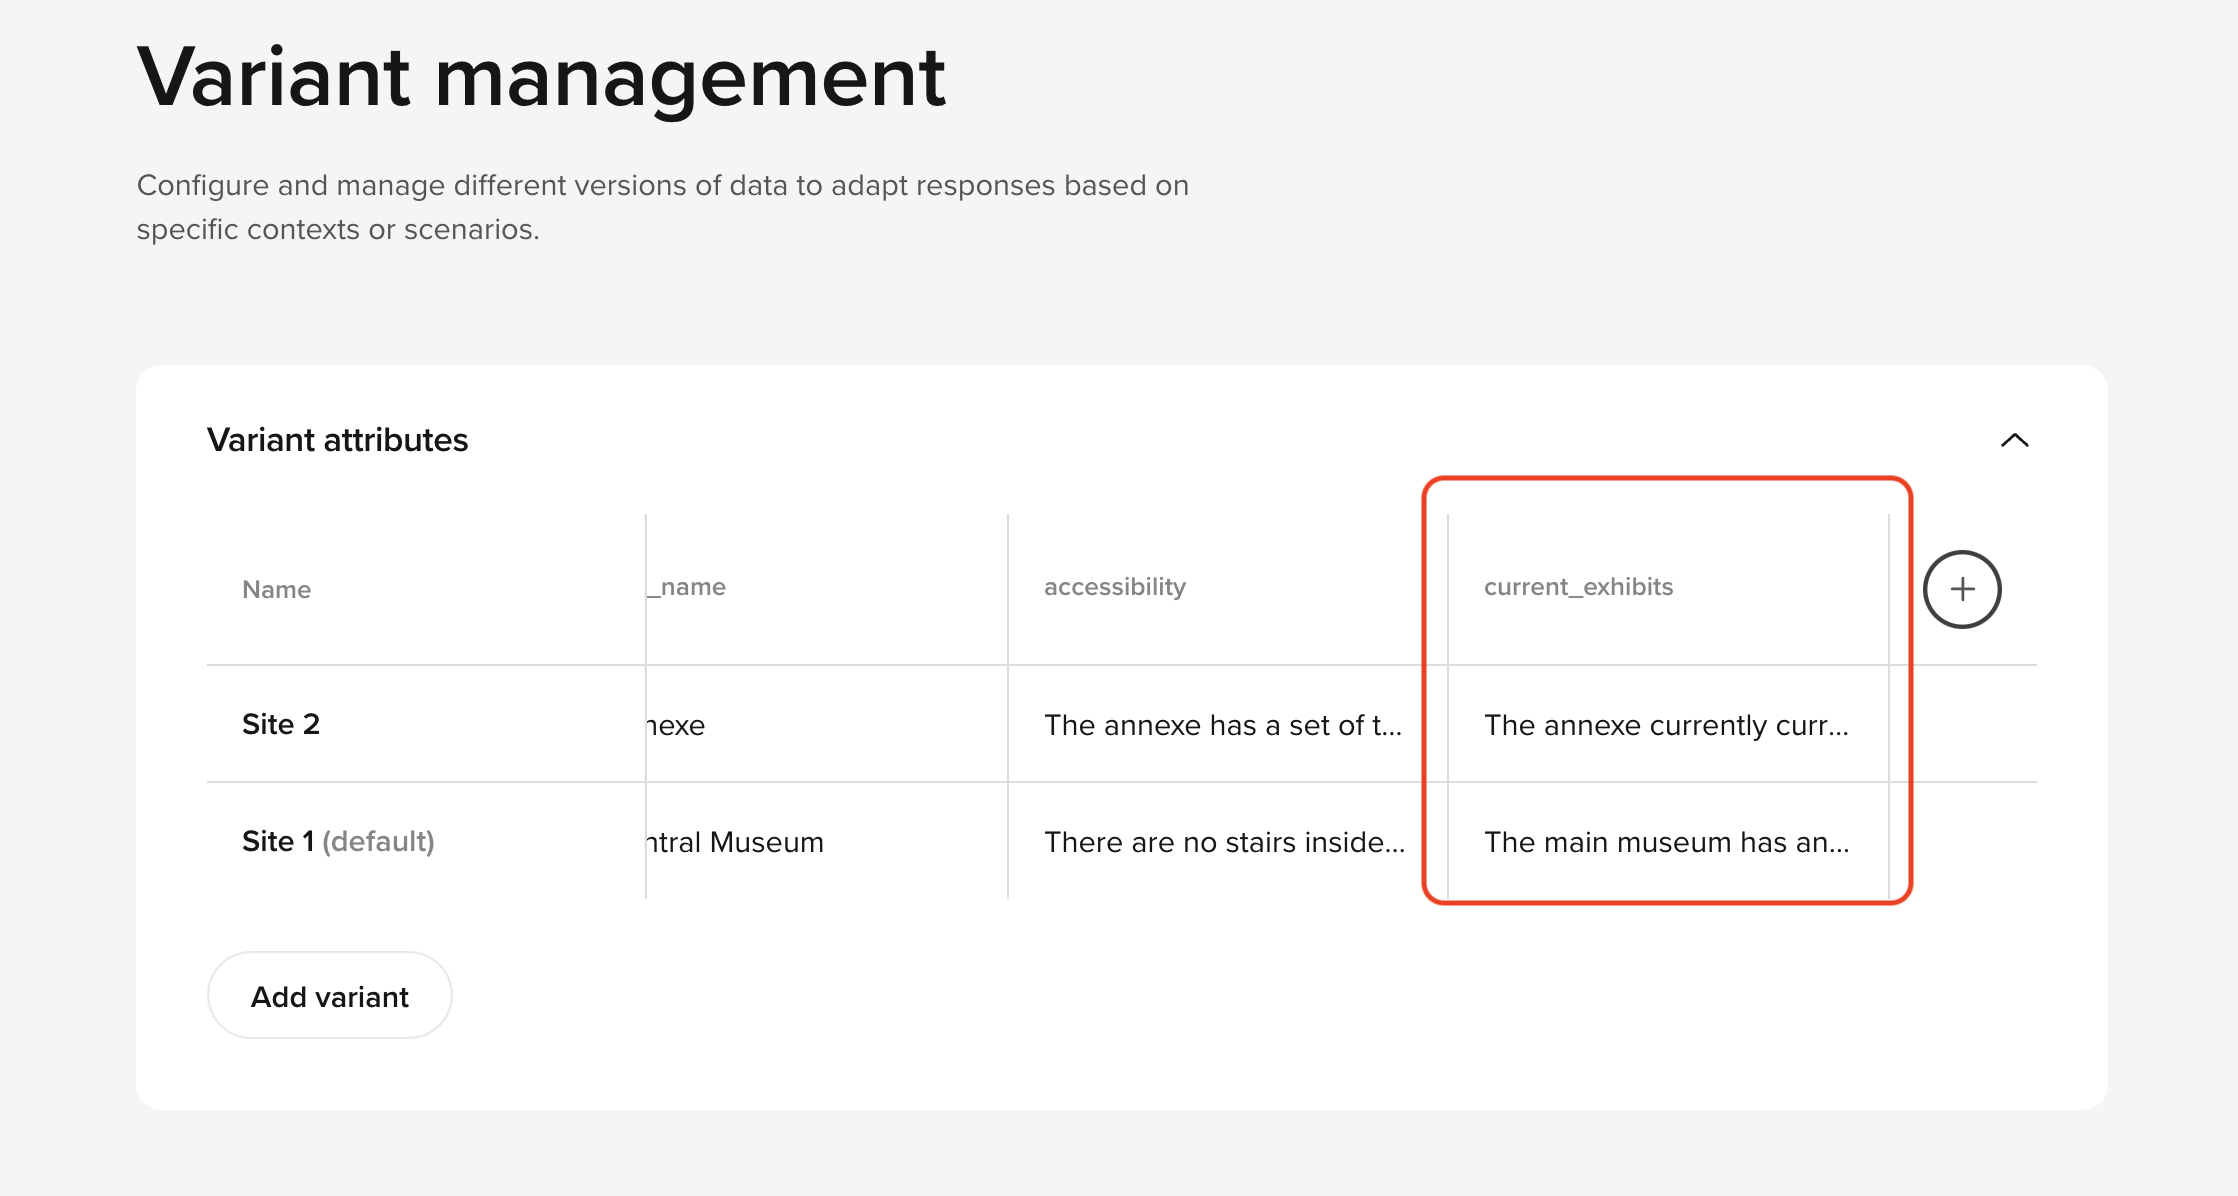 Variant management
Configure and manage different versions of data to adapt responses based on
specific contexts or scenarios.
Variant attributes
Name _name accessibility current_exhibits
Site 2 nexe The annexe has a set of t... The annexe currently curr...
Site 1 (default) ntral Museum There are no stairs inside... The main museum has an...
Add variant